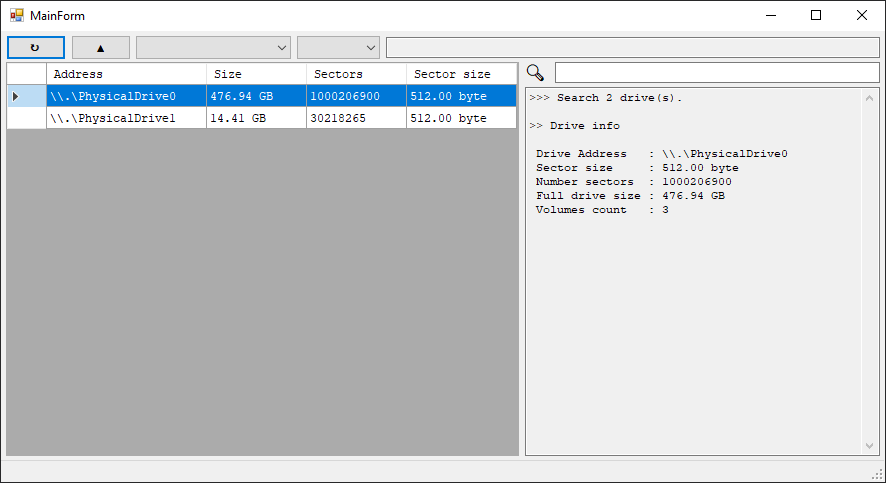 MainForm
↻ ▲
Address Size Sectors Sector size
\\.\PhysicalDrive0 476.94 GB 1000206900 512.00 byte
\\.\PhysicalDrive1 14.41 GB 30218265 512.00 byte
>>> Search 2 drive(s).
>> Drive info
Drive Address : \\.\PhysicalDrive0
Sector size : 512.00 byte
Number sectors : 1000206900
Full drive size : 476.94 GB
Volumes count : 3